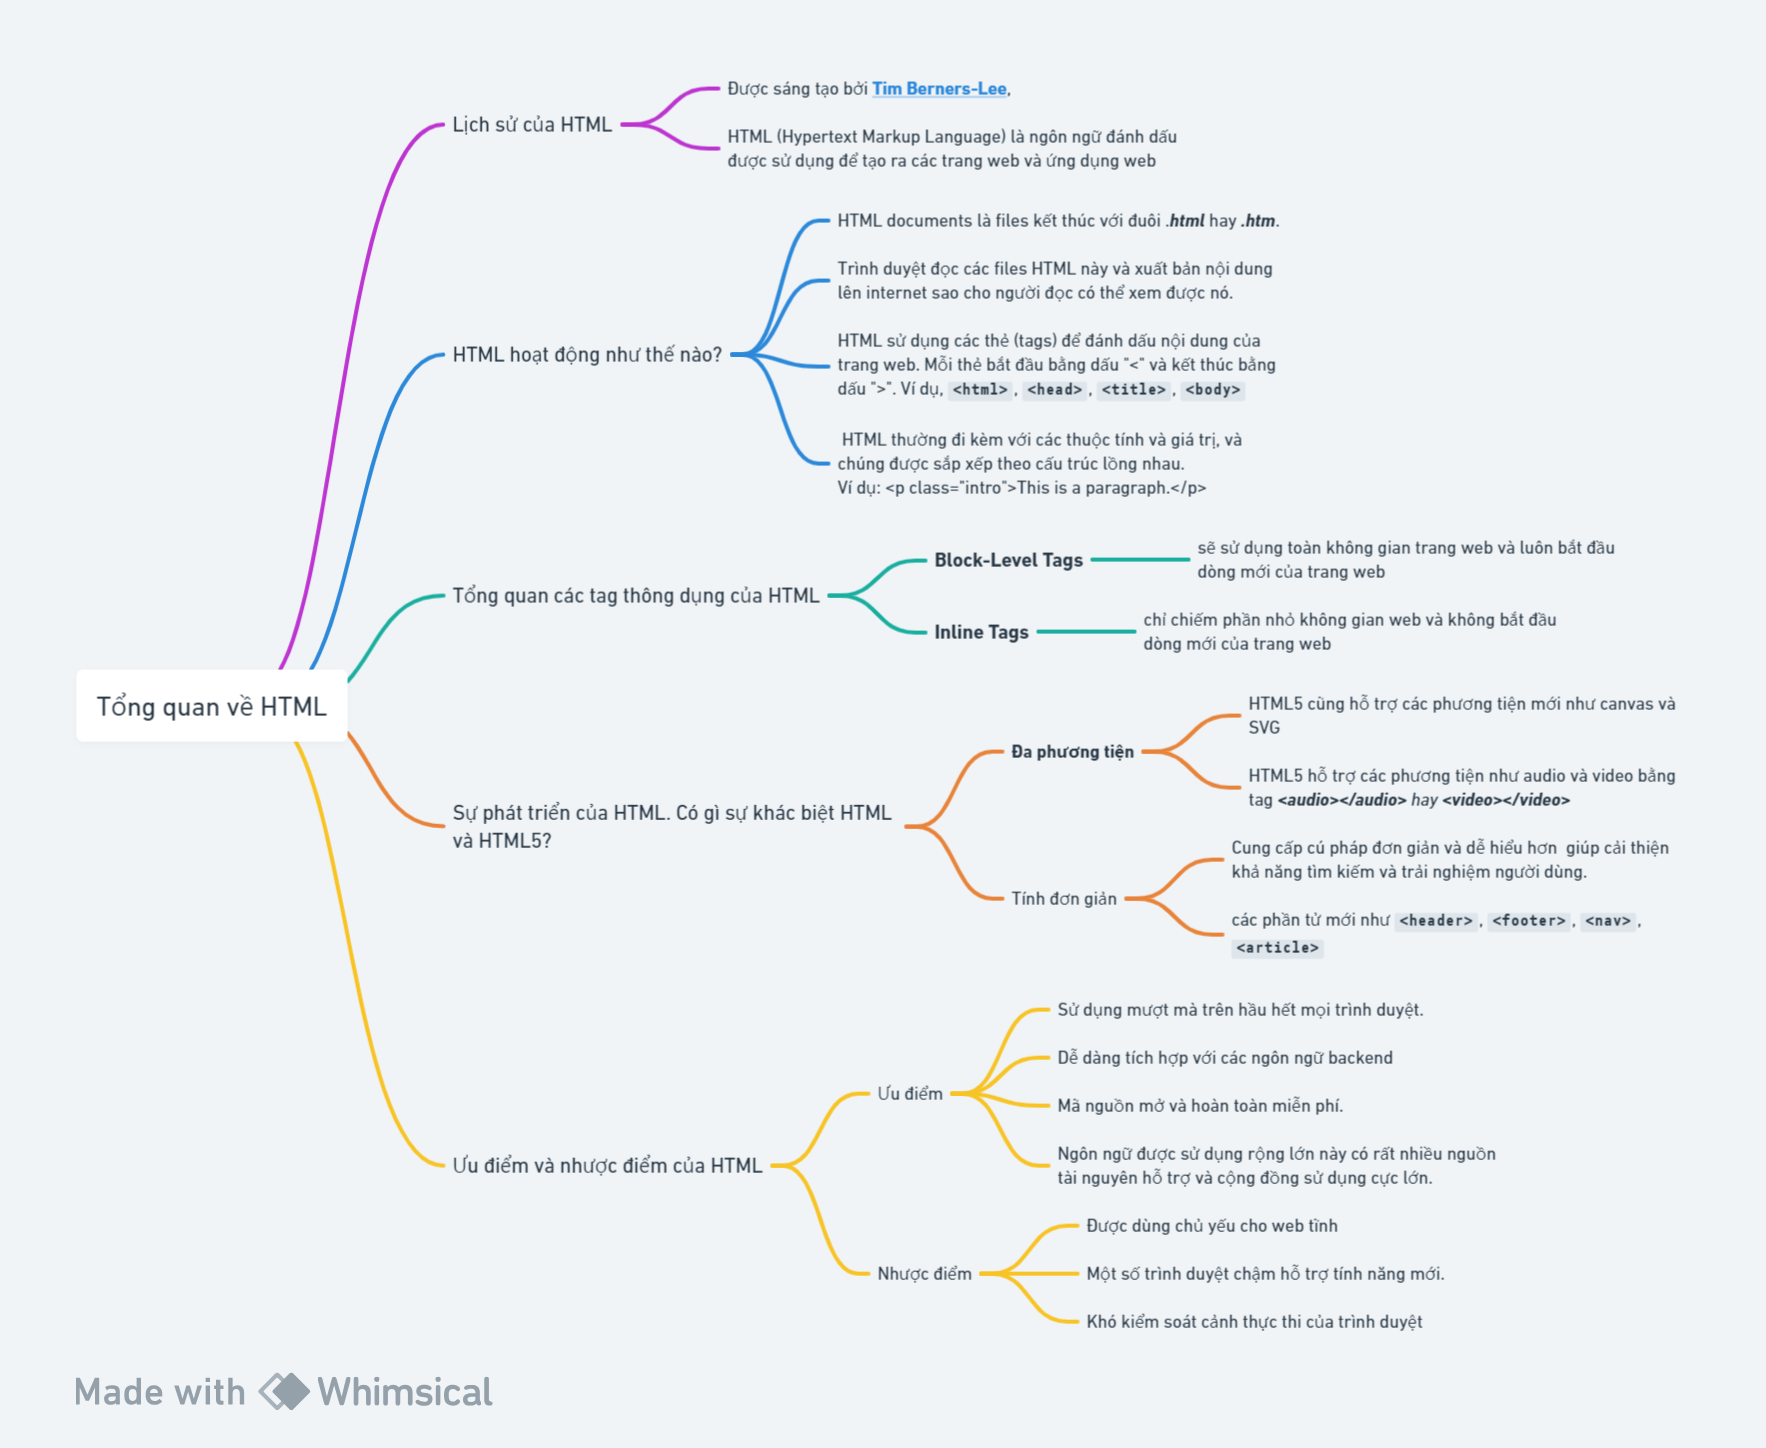 Tổng quan về HTML
Lịch sử của HTML
Được sáng tạo bởi Tim Berners-Lee,
HTML (Hypertext Markup Language) là ngôn ngữ đánh dấu
được sử dụng để tạo ra các trang web và ứng dụng web
HTML hoạt động như thế nào?
HTML documents là files kết thúc với đuôi .html hay .htm.
Trình duyệt đọc các files HTML này và xuất bản nội dung
lên internet sao cho người đọc có thể xem được nó.
HTML sử dụng các thẻ (tags) để đánh dấu nội dung của
trang web. Mỗi thẻ bắt đầu bằng dấu "<" và kết thúc bằng
dấu ">". Ví dụ, <html>, <head>, <title>, <body>
HTML thường đi kèm với các thuộc tính và giá trị, và
chúng được sắp xếp theo cấu trúc lồng nhau.
Ví dụ: <p class="intro">This is a paragraph.</p>
Tổng quan các tag thông dụng của HTML
Block-Level Tags
sẽ sử dụng toàn không gian trang web và luôn bắt đầu
dòng mới của trang web
Inline Tags
chỉ chiếm phần nhỏ không gian web và không bắt đầu
dòng mới của trang web
Sự phát triển của HTML. Có gì sự khác biệt HTML
và HTML5?
Đa phương tiện
HTML5 cũng hỗ trợ các phương tiện mới như canvas và
SVG
HTML5 hỗ trợ các phương tiện như audio và video bằng
tag <audio></audio> hay <video></video>
Tính đơn giản
Cung cấp cú pháp đơn giản và dễ hiểu hơn  giúp cải thiện
khả năng tìm kiếm và trải nghiệm người dùng.
các phần tử mới như <header>, <footer>, <nav>,
<article>
Ưu điểm và nhược điểm của HTML
Ưu điểm
Sử dụng mượt mà trên hầu hết mọi trình duyệt.
Dễ dàng tích hợp với các ngôn ngữ backend
Mã nguồn mở và hoàn toàn miễn phí.
Ngôn ngữ được sử dụng rộng lớn này có rất nhiều nguồn
tài nguyên hỗ trợ và cộng đồng sử dụng cực lớn.
Nhược điểm
Được dùng chủ yếu cho web tĩnh
Một số trình duyệt chậm hỗ trợ tính năng mới.
Khó kiểm soát cảnh thực thi của trình duyệt
Made with Whimsical